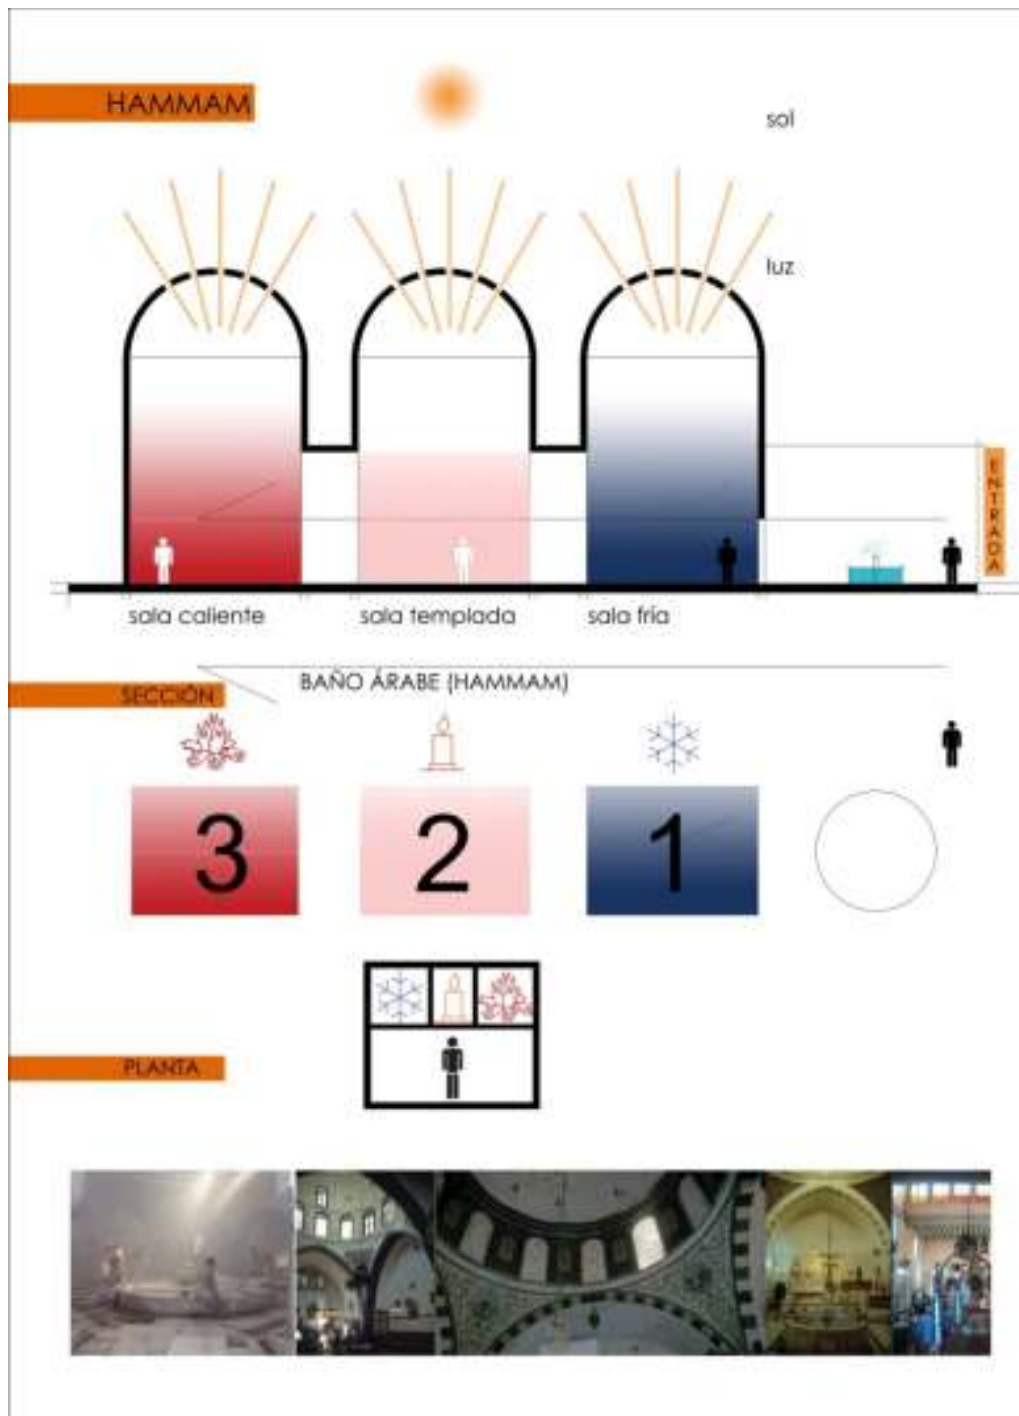 HAMMAM
sol
luz
ENTRADA
sala caliente
sala templada
sala fría
BAÑO ÁRABE (HAMMAM)
SECCIÓN
3
2
1
PLANTA